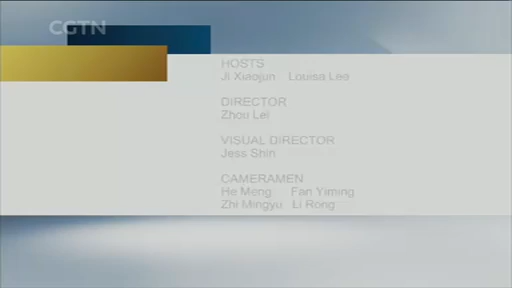 CGTN
HOSTS
Ji Xiaojun Louisa Lee
DIRECTOR
Zhou Lei
VISUAL DIRECTOR
Jess Shin
CAMERAMEN
He Meng Fan Yiming
Zhi Mingyu Li Rong